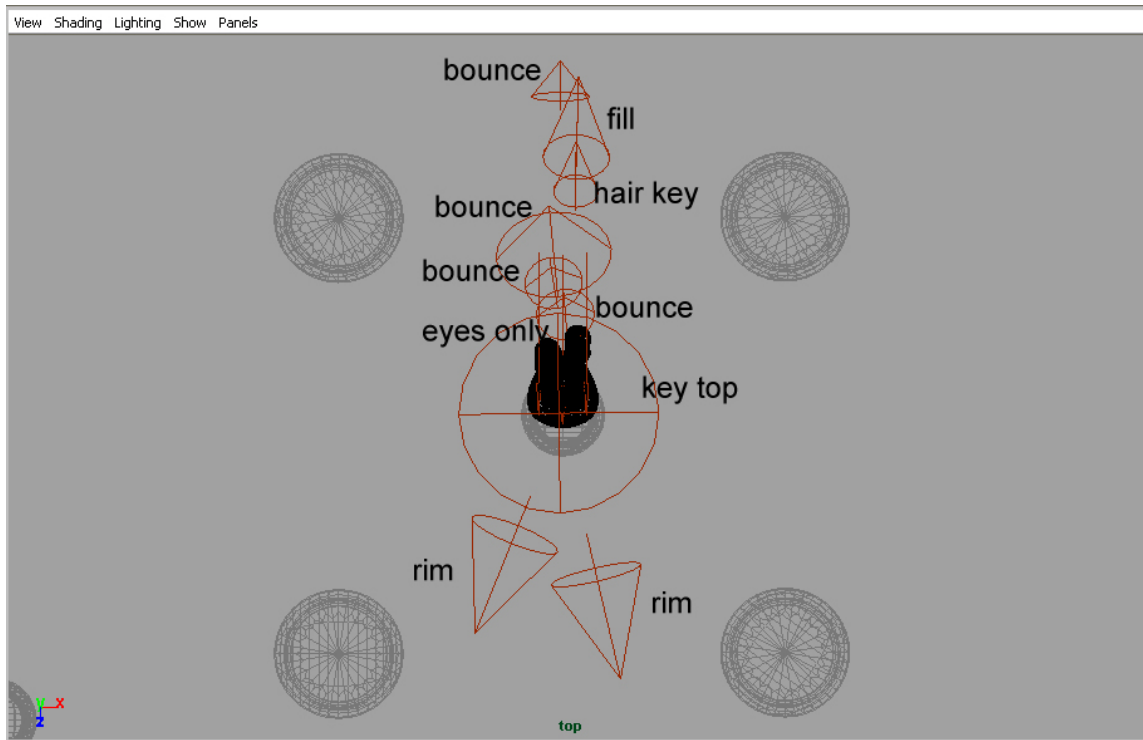 View Shading Lighting Show Panels
bounce
fill
hair key
bounce
bounce
bounce
eyes only
key top
rim
rim
Y X
Z
top